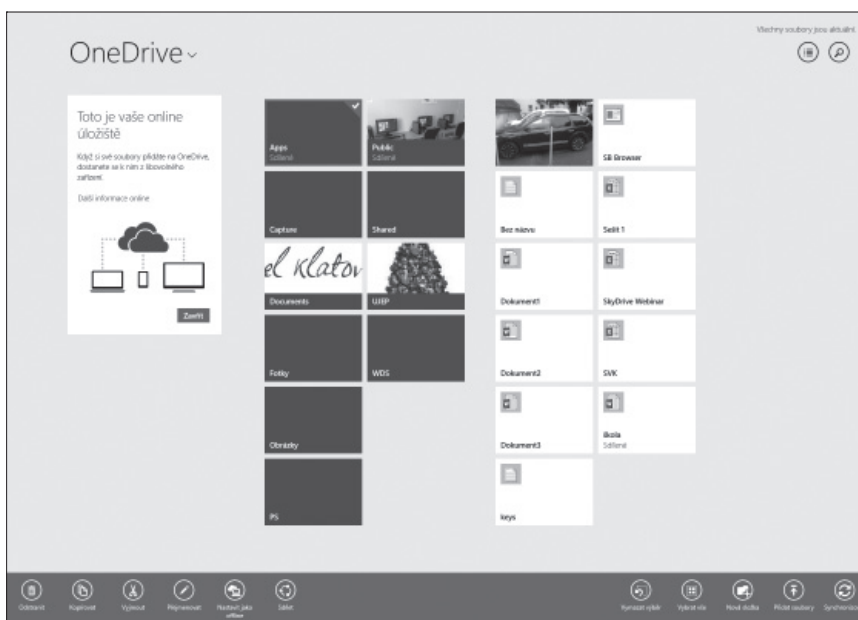 Všechny soubory jsou aktuální.
OneDrive
Toto je vaše online
úložiště
Když si své soubory přidáte na OneDrive,
dostanete se k nim z libovolného
zařízení.
Další informace online
Zavřít
Apps
Sdílené
Public
Sdílené
Capture
Shared
el Klatov
Documents
UJEP
Fotky
WDS
Obrázky
PS
SB Browser
Bez názvu
Sešit 1
Dokument1
SkyDrive Webinar
Dokument2
SVK
Dokument3
škola
Sdílené
keys
Odstranit
Kopírovat
Vyjmout
Přejmenovat
Nastavit jako
offline
Sdílet
Vymazat výběr
Vybrat vše
Nová složka
Přidat soubory
Synchroniz